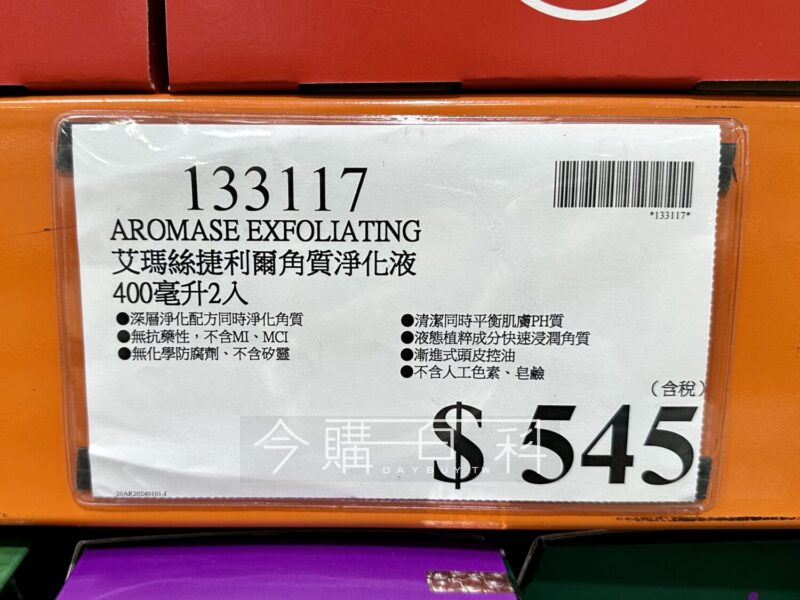 133117
*133117*
AROMASE EXFOLIATING
艾瑪絲捷利爾角質淨化液
400毫升2入
●深層淨化配方同時淨化角質
●無抗藥性，不含MI、MCI
●無化學防腐劑、不含矽靈
●清潔同時平衡肌膚PH質
●液態植粹成分快速浸潤角質
●漸進式頭皮控油
●不含人工色素、皂鹼
（含稅）
$ 545
今購百科
DAYBUY.TW
20AR20240101-1